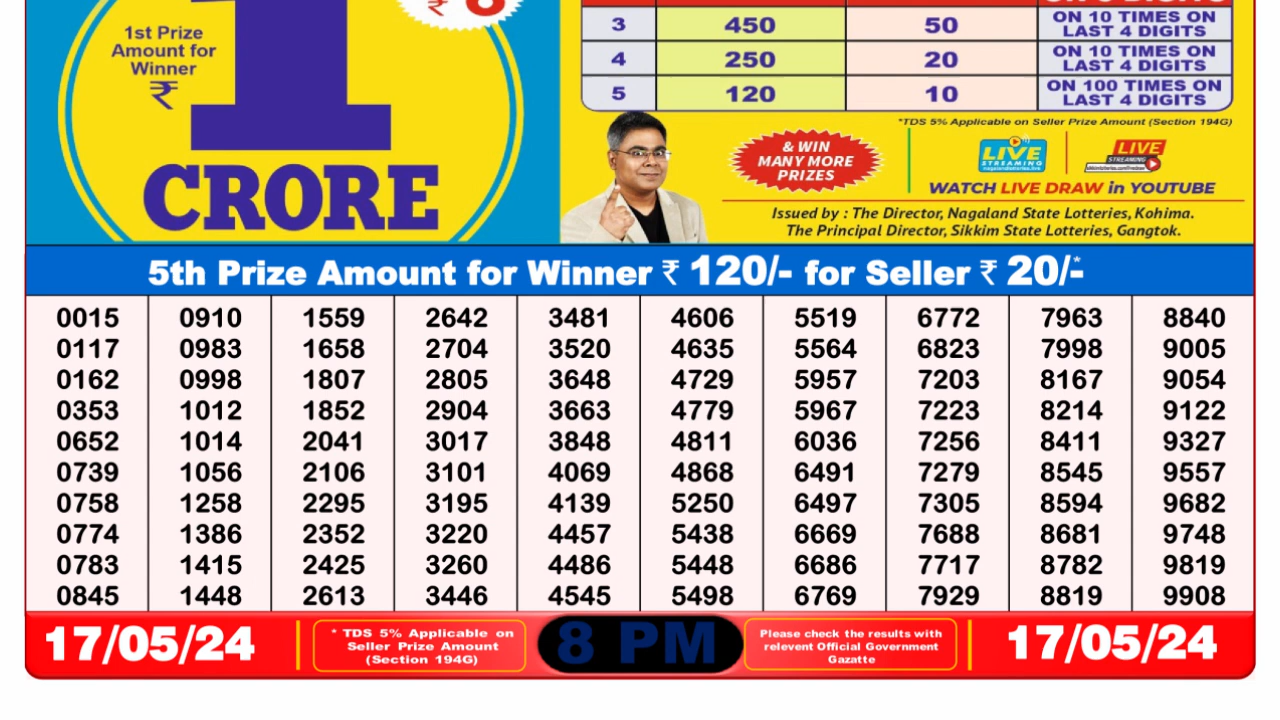 ₹ 6
1
1st Prize
Amount for
Winner
₹
CRORE
3 450 50 ON 10 TIMES ON LAST 4 DIGITS
4 250 20 ON 10 TIMES ON LAST 4 DIGITS
5 120 10 ON 100 TIMES ON LAST 4 DIGITS
*TDS 5% Applicable on Seller Prize Amount (Section 194G)
& WIN
MANY MORE
PRIZES
LIVE
STREAMING
LIVE
STREAMING
WATCH LIVE DRAW in YOUTUBE
Issued by : The Director, Nagaland State Lotteries, Kohima.
The Principal Director, Sikkim State Lotteries, Gangtok.
5th Prize Amount for Winner ₹ 120/- for Seller ₹ 20/-*
0015 0910 1559 2642 3481 4606 5519 6772 7963 8840
0117 0983 1658 2704 3520 4635 5564 6823 7998 9005
0162 0998 1807 2805 3648 4729 5957 7203 8167 9054
0353 1012 1852 2904 3663 4779 5967 7223 8214 9122
0652 1014 2041 3017 3848 4811 6036 7256 8411 9327
0739 1056 2106 3101 4069 4868 6491 7279 8545 9557
0758 1258 2295 3195 4139 5250 6497 7305 8594 9682
0774 1386 2352 3220 4457 5438 6669 7688 8681 9748
0783 1415 2425 3260 4486 5448 6686 7717 8782 9819
0845 1448 2613 3446 4545 5498 6769 7929 8819 9908
17/05/24
* TDS 5% Applicable on
Seller Prize Amount
(Section 194G)
8 PM
Please check the results with
relevent Official Government
Gazatte
17/05/24